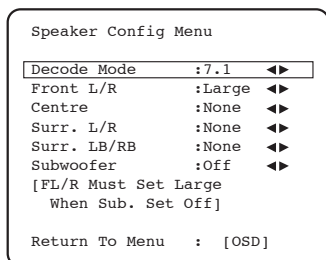 Speaker Config
Menu
Decode Mode :7.1 ◄►
Front L/R :Large ◄►
Centre :None ◄►
Surr. L/R :None ◄►
Surr. LB/RB :None ◄►
Subwoofer :Off ◄►
[FL/R Must Set Large
When Sub. Set Off]
Return To Menu : [OSD]